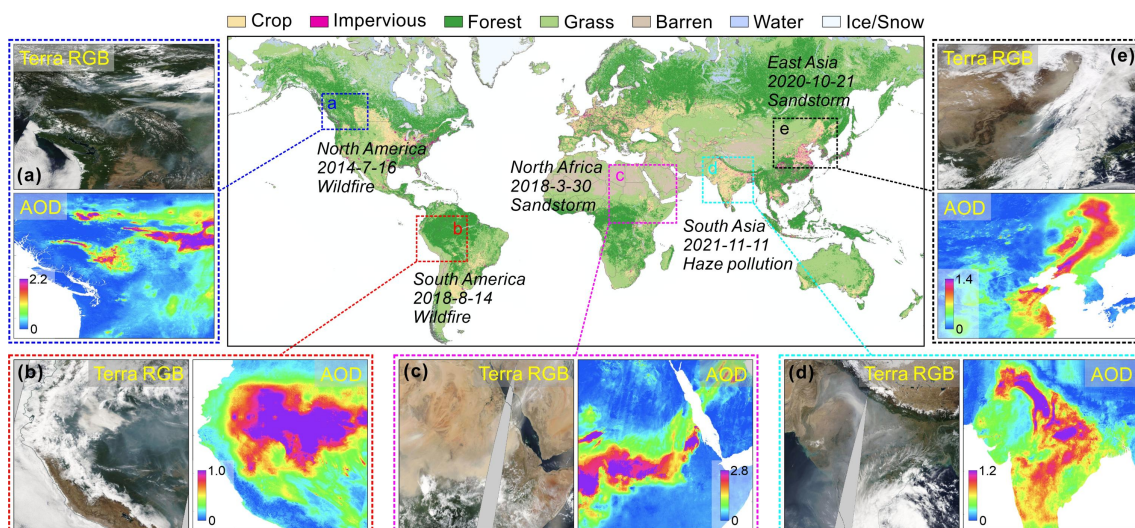 Crop Impervious Forest Grass Barren Water Ice/Snow
Terra RGB
(a)
AOD
2.2
0
a
North America
2014-7-16
Wildfire
b
South America
2018-8-14
Wildfire
North Africa
2018-3-30
Sandstorm
c
d
South Asia
2021-11-11
Haze pollution
East Asia
2020-10-21
Sandstorm
e
Terra RGB (e)
AOD
1.4
0
(b) Terra RGB
AOD
1.0
0
(c) Terra RGB
AOD
2.8
0
(d) Terra RGB
AOD
1.2
0